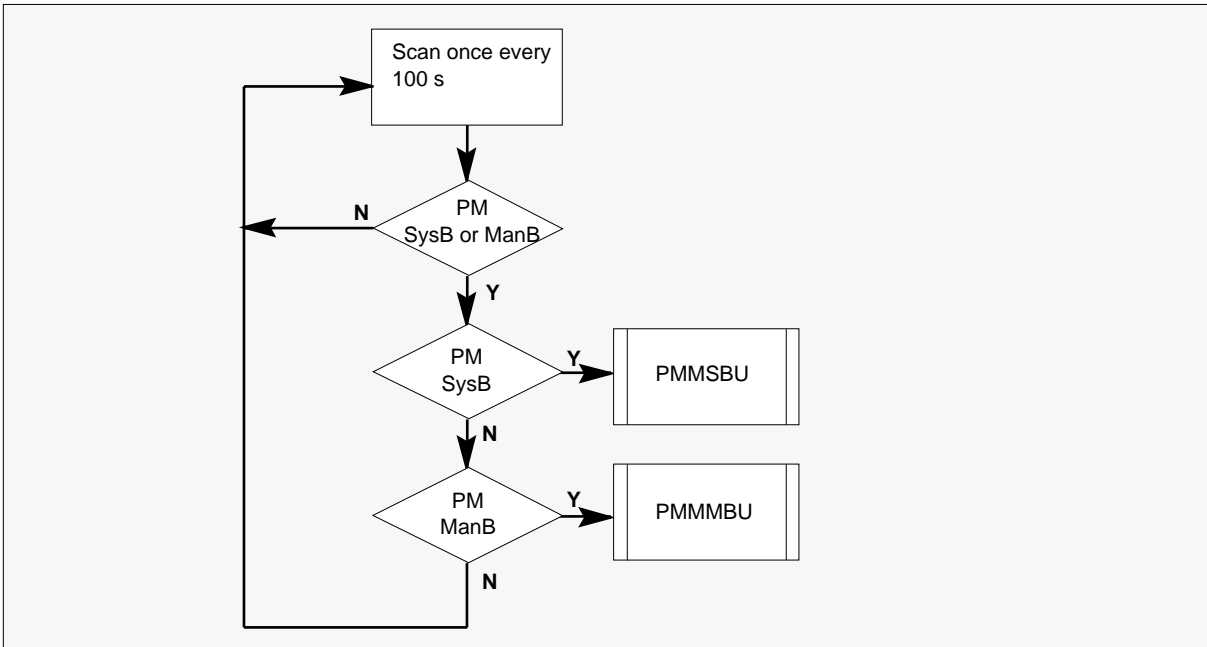 Scan once every
100 s
N
PM
SysB or ManB
Y
PM
SysB
Y
PMMSBU
N
PM
ManB
Y
PMMMBU
N